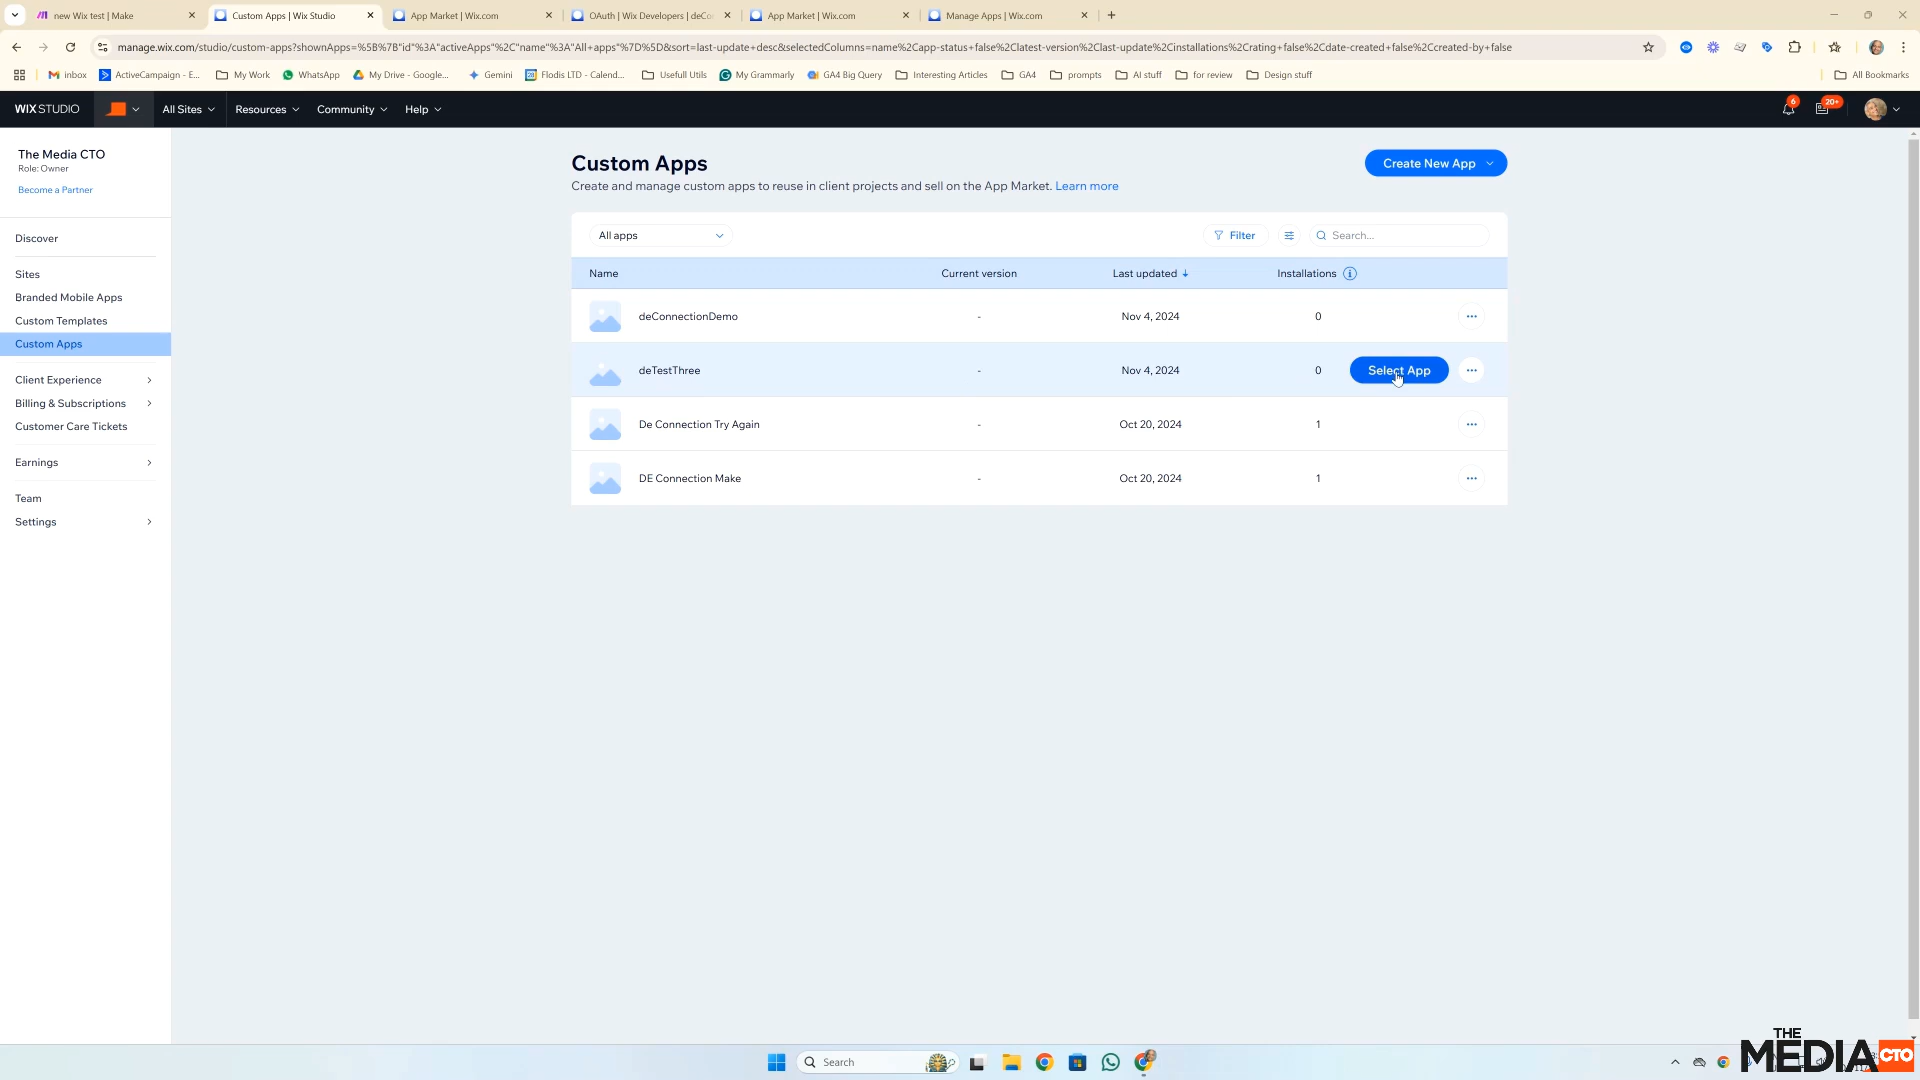 new Wix test | Make
Custom Apps | Wix Studio
App Market | Wix.com
OAuth | Wix Developers | deCo
App Market | Wix.com
Manage Apps | Wix.com
manage.wix.com/studio/custom-apps?shownApps=%5B%7B"id"%3A"activeApps"%2C"name"%3A"All+apps"%7D%5D&sort=last-update+desc&selectedColumns=name%2Capp-status+false%2Clatest-version%2Clast-update%2Cinstallations%2Crating+false%2Cdate-created+false%2Ccreated-by+false
inbox
ActiveCampaign - E...
My Work
WhatsApp
My Drive - Google...
Gemini
Flodis LTD - Calend...
Usefull Utils
My Grammarly
GA4 Big Query
Interesting Articles
GA4
prompts
AI stuff
for review
Design stuff
All Bookmarks
WIX STUDIO
All Sites
Resources
Community
Help
6
20+
The Media CTO
Role: Owner
Become a Partner
Discover
Sites
Branded Mobile Apps
Custom Templates
Custom Apps
Client Experience
Billing & Subscriptions
Customer Care Tickets
Earnings
Team
Settings
Custom Apps
Create and manage custom apps to reuse in client projects and sell on the App Market. Learn more
Create New App
All apps
Filter
Search...
Name Current version Last updated Installations
deConnectionDemo - Nov 4, 2024 0
deTestThree - Nov 4, 2024 0 Select App
De Connection Try Again - Oct 20, 2024 1
DE Connection Make - Oct 20, 2024 1
Search
THE
MEDIA CTO